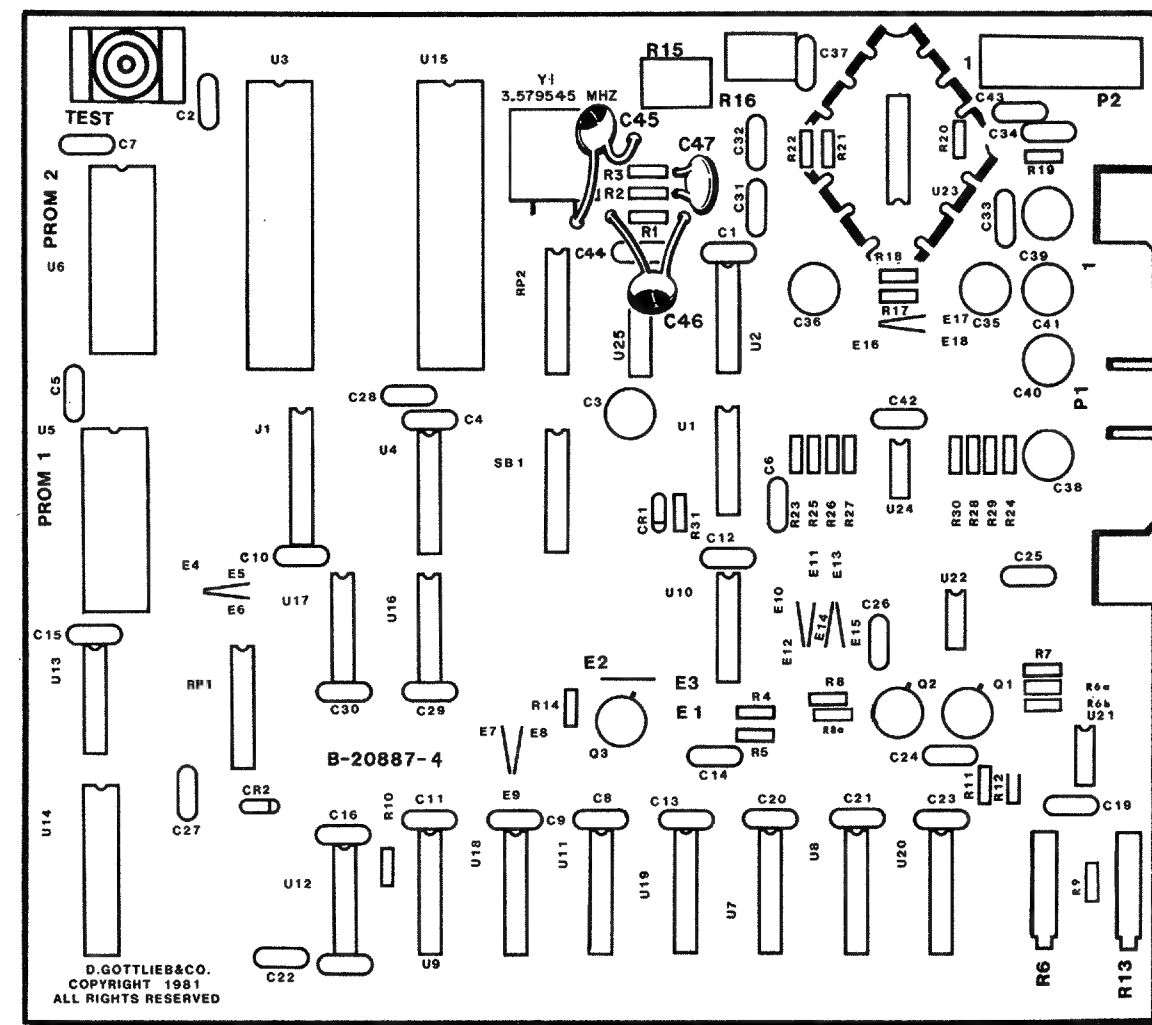 U3
U15
R15
C37
1
Y1
3.579545 MHZ
TEST
C2
C45
R16
C43
P2
C7
C47
C32
R22
R21
R20
C34
R3
R19
PROM 2
R2
C31
U23
C33
R1
U6
C44
C1
R18
C39
1
RP2
C46
C36
R17
E17
C35
C41
U25
U2
E16
E18
C5
C28
C3
C40
P1
U5
J1
C4
U4
U1
C42
PROM 1
SB1
C6
C38
CR1
R31
R23
R25
R26
R27
U24
R30
R28
R29
R24
C10
C12
E11
E13
C25
E4
E5
E6
U17
U16
U10
E10
E12
E14
E15
C26
U22
C15
U13
RP1
C30
C29
E2
E3
E1
R14
Q3
R4
R5
C14
R8
R8a
Q2
Q1
R7
R6a
R6b
U21
E7
E8
E9
B-20887-4
C24
R11
R12
C19
U14
C27
CR2
C16
R10
C11
C9
C8
C13
C20
C21
C23
U12
U18
U11
U19
U7
U8
U20
R9
C22
U9
R6
R13
D.GOTTLIEB&CO.
COPYRIGHT 1981
ALL RIGHTS RESERVED